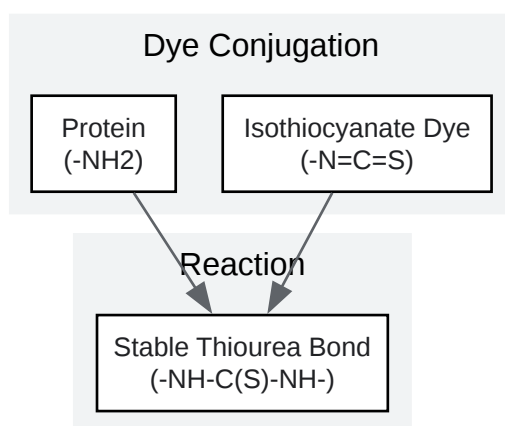 Dye Conjugation
Protein
(-NH2)
Isothiocyanate Dye
(-N=C=S)
Reaction
Stable Thiourea Bond
(-NH-C(S)-NH-)